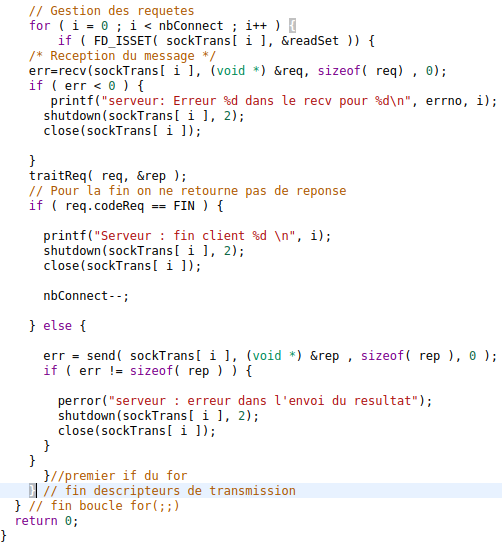 // Gestion des requetes
for ( i = 0 ; i < nbConnect ; i++ ) {
if ( FD_ISSET( sockTrans[ i ], &readSet )) {
/* Reception du message */
err=recv(sockTrans[ i ], (void *) &req, sizeof( req) , 0);
if ( err < 0 ) {
printf("serveur: Erreur %d dans le recv pour %d\n", errno, i);
shutdown(sockTrans[ i ], 2);
close(sockTrans[ i ]);
}
traitReq( req, &rep );
// Pour la fin on ne retourne pas de reponse
if ( req.codeReq == FIN ) {
printf("Serveur : fin client %d \n", i);
shutdown(sockTrans[ i ], 2);
close(sockTrans[ i ]);
nbConnect--;
} else {
err = send( sockTrans[ i ], (void *) &rep , sizeof( rep ), 0 );
if ( err != sizeof( rep ) ) {
perror("serveur : erreur dans l'envoi du resultat");
shutdown(sockTrans[ i ], 2);
close(sockTrans[ i ]);
}
}
}//premier if du for
} // fin descripteurs de transmission
} // fin boucle for(;;)
return 0;
}